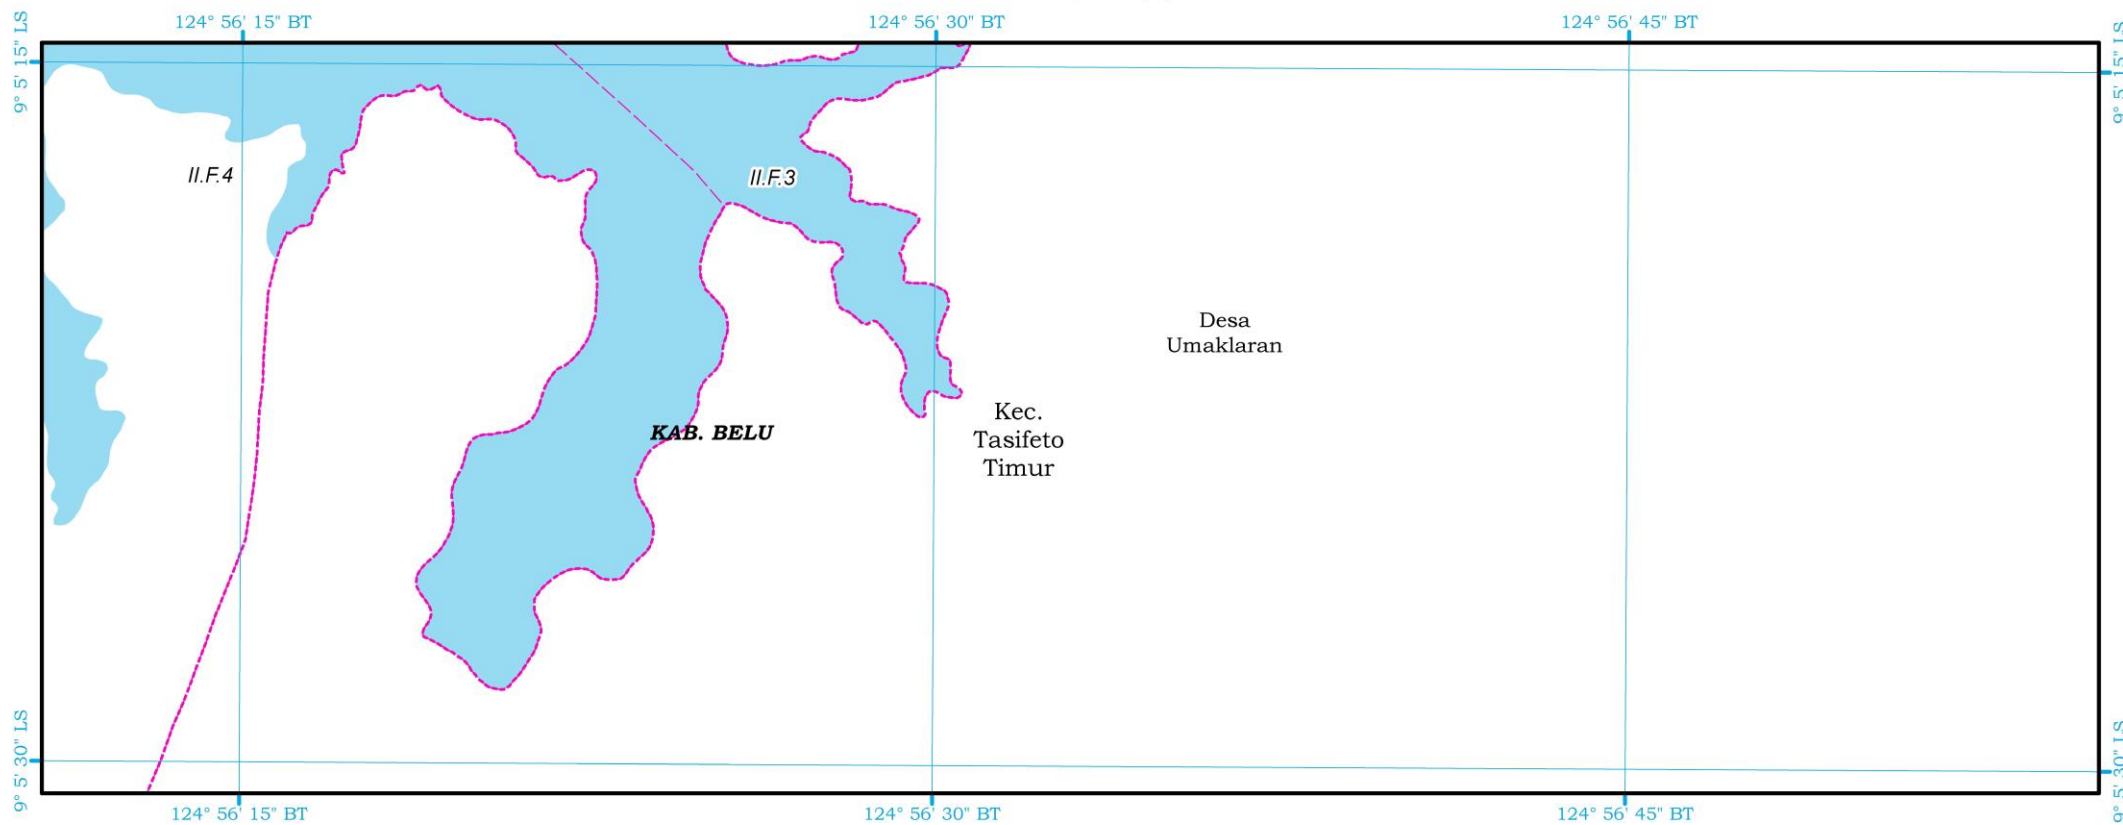 124° 56' 15" BT
124° 56' 30" BT
124° 56' 45" BT
9° 5' 15" LS
9° 5' 15" LS
II.F.4
II.F.3
Desa
Umaklaran
Kec.
Tasifeto
Timur
KAB. BELU
9° 5' 30" LS
9° 5' 30" LS
124° 56' 15" BT
124° 56' 30" BT
124° 56' 45" BT